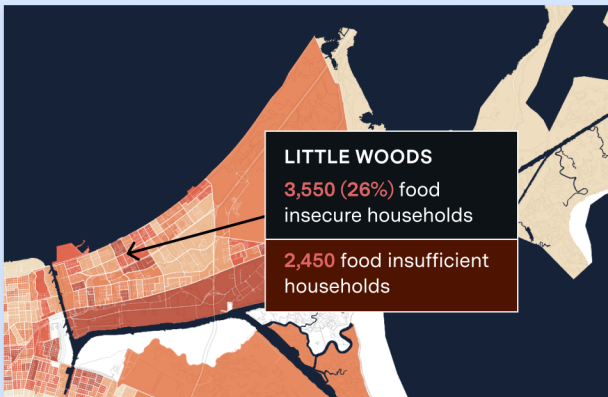 LITTLE WOODS
3,550 (26%) food
insecure households
2,450 food insufficient
households